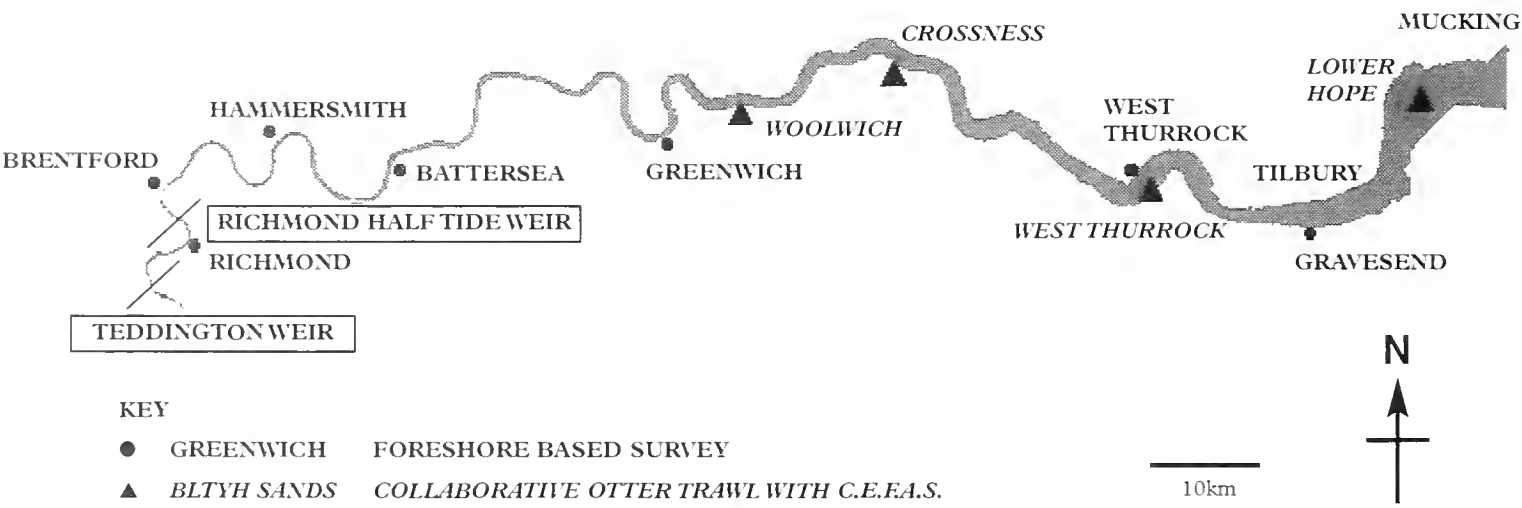 MUCKING
CROSSNESS
LOWER
HOPE
HAMMERSMITH
WEST
THURROCK
WOOLWICH
BRENTFORD
BATTERSEA
GREENWICH
TILBURY
RICHMOND HALF TIDE WEIR
WEST THURROCK
RICHMOND
GRAVESEND
TEDDINGTON WEIR
N
KEY
GREENWICH FORESHORE BASED SURVEY
BLTYH SANDS COLLABORATIVE OTTER TRAWL WITH C.E.F.A.S.
10km